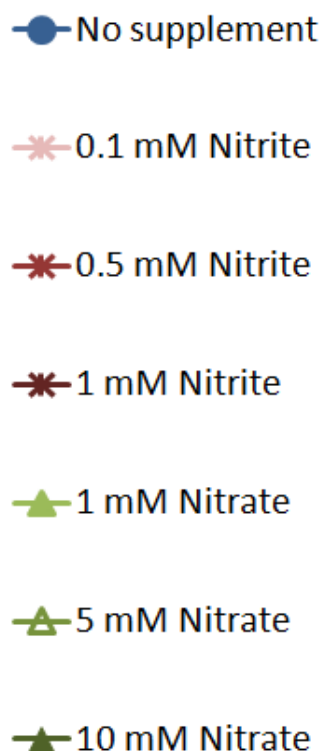 No supplement
0.1 mM Nitrite
0.5 mM Nitrite
1 mM Nitrite
1 mM Nitrate
5 mM Nitrate
10 mM Nitrate